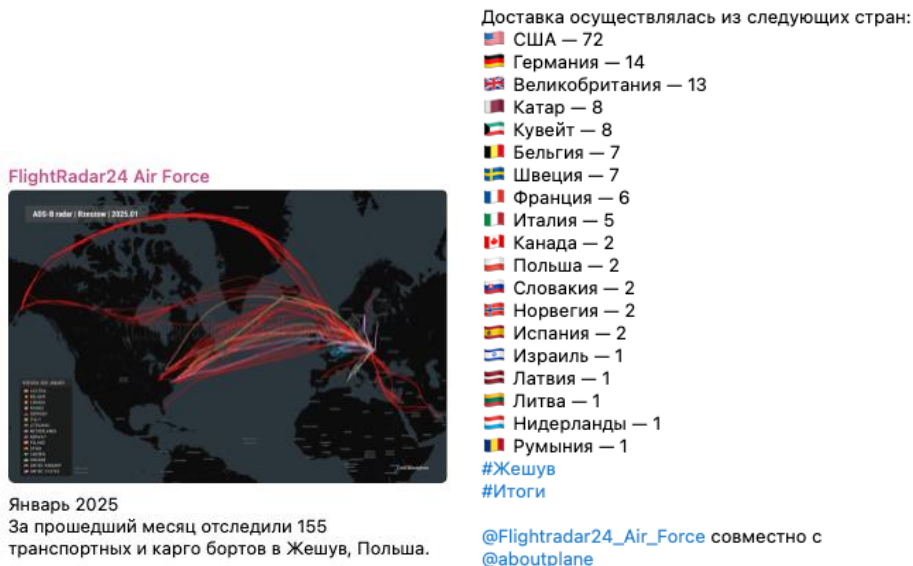 FlightRadar24 Air Force
ADS-B radar | Rzeszow | 2025.01
Январь 2025
За прошедший месяц отследили 155
транспортных и карго бортов в Жешув, Польша.
Доставка осуществлялась из следующих стран:
США — 72
Германия — 14
Великобритания — 13
Катар — 8
Кувейт — 8
Бельгия — 7
Швеция — 7
Франция — 6
Италия — 5
Канада — 2
Польша — 2
Словакия — 2
Норвегия — 2
Испания — 2
Израиль — 1
Латвия — 1
Литва — 1
Нидерланды — 1
Румыния — 1
#Жешув
#Итоги
@Flightradar24_Air_Force совместно с
@aboutplane